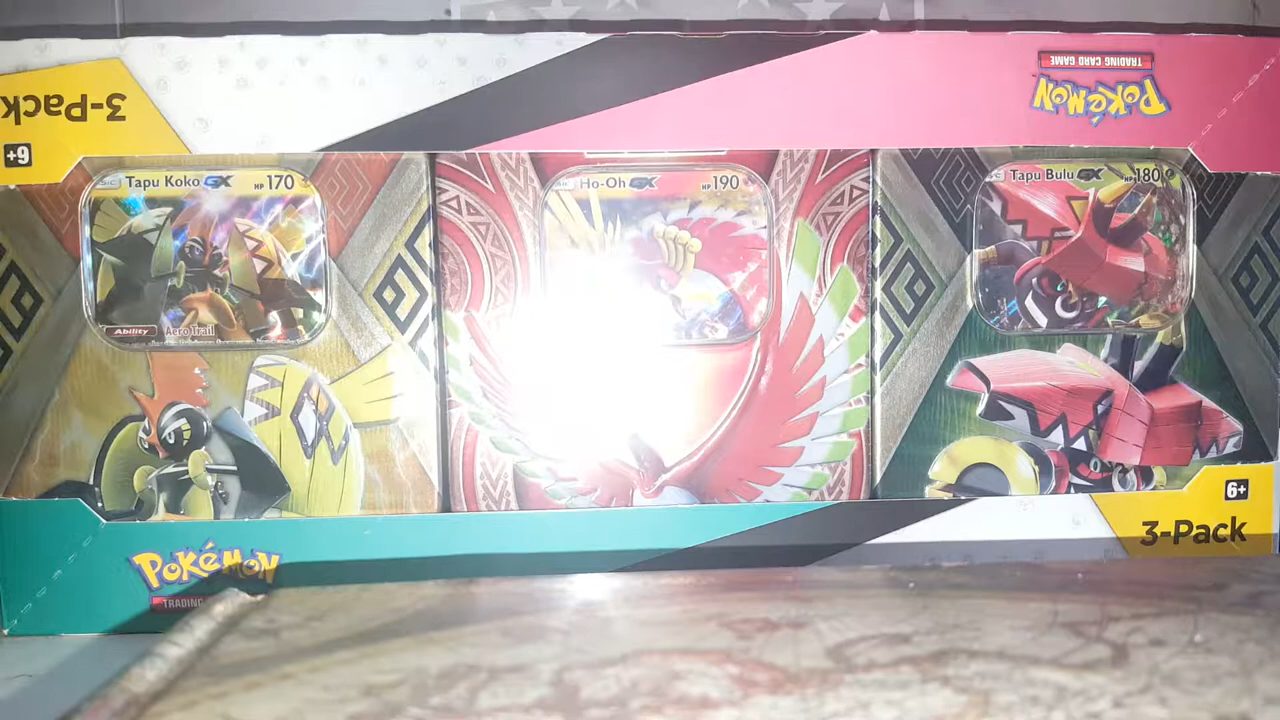 TRADING CARD GAME
POKéMON
3-Pack
6+
Tapu Koko GX HP 170
Ho-Oh GX HP 190
Tapu Bulu GX HP 180
Ability Aero Trail
6+
3-Pack
POKéMON
TRADING